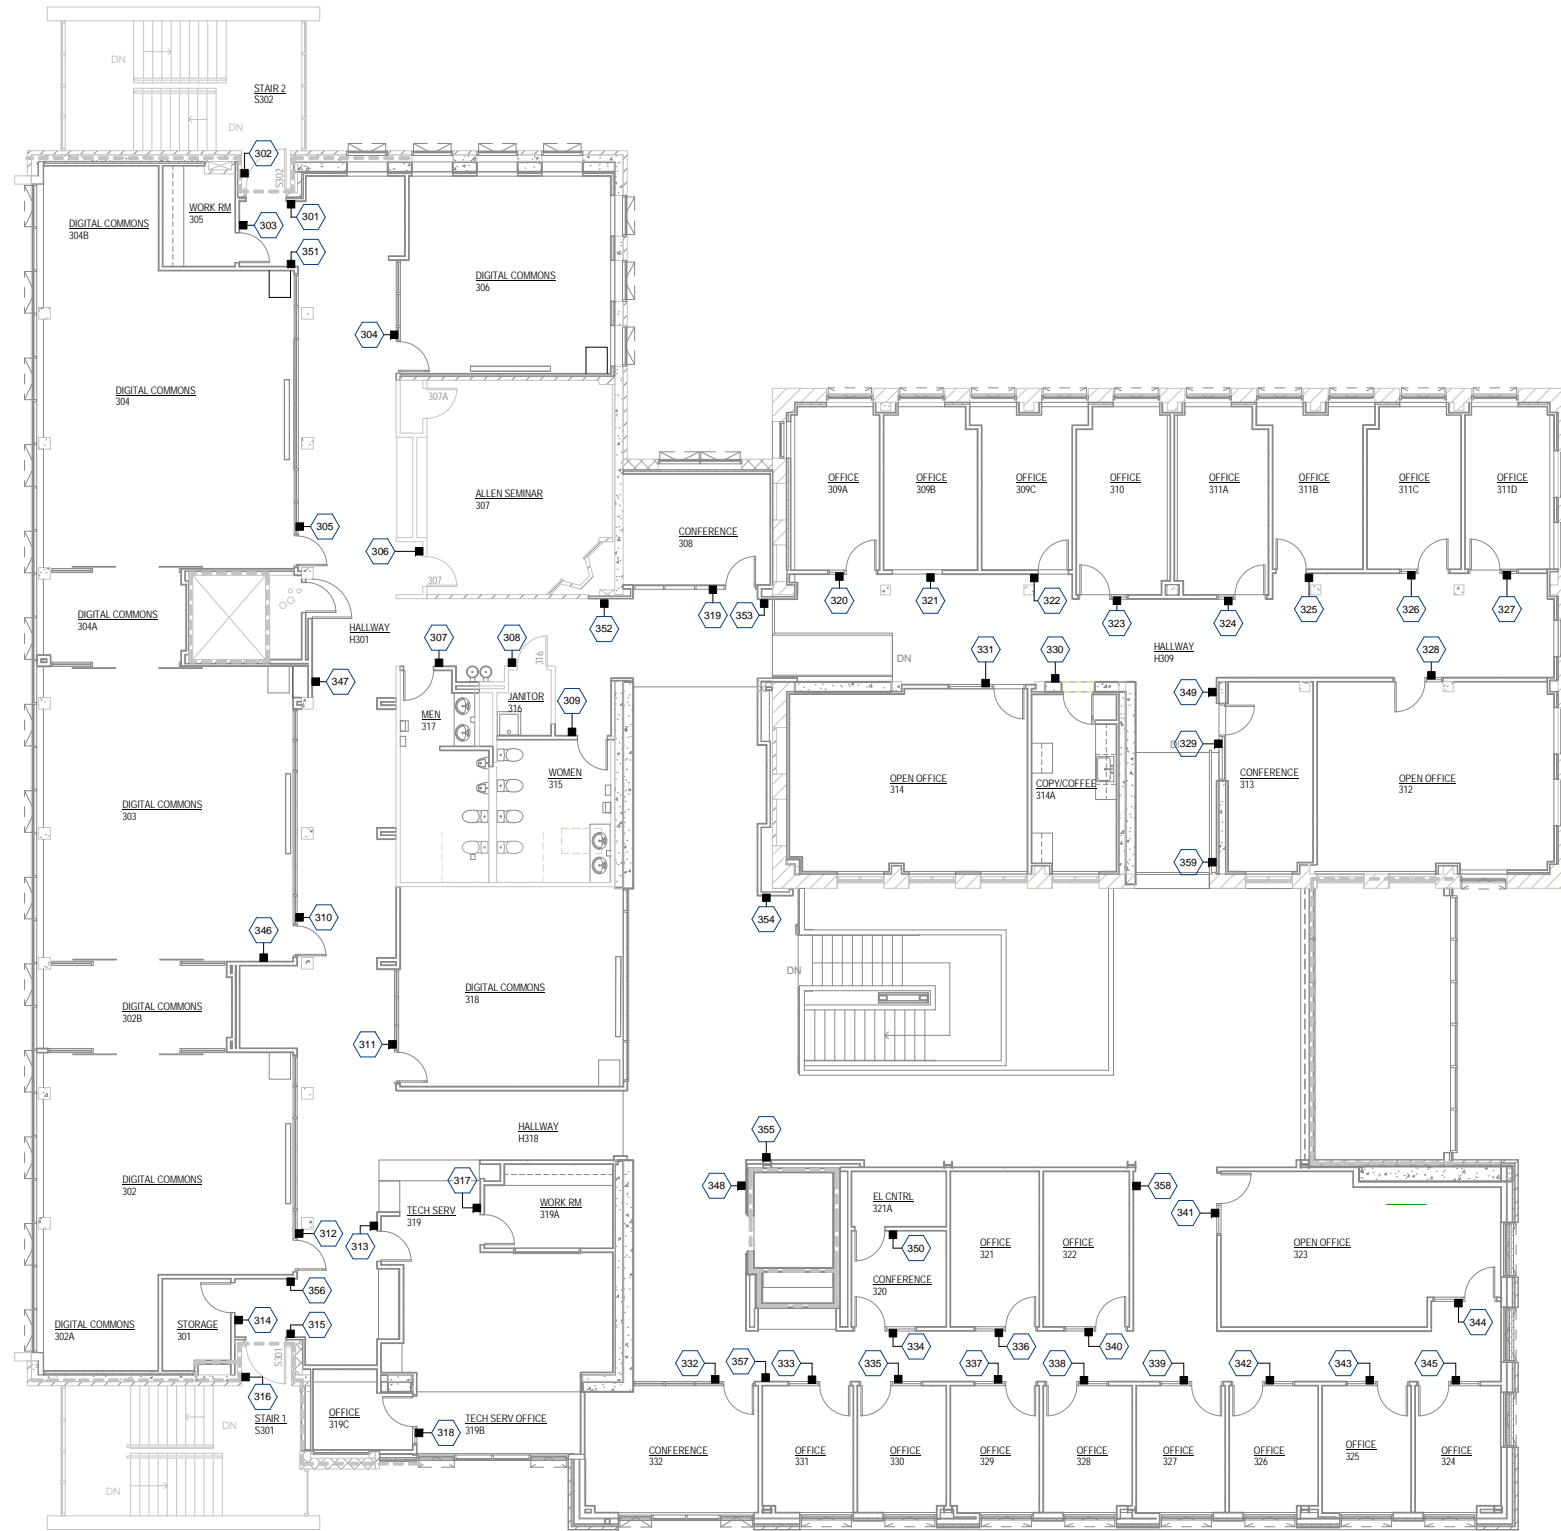 DN
STAIR 2
S302
DN
302
S302
301
303
351
WORK RM
305
DIGITAL COMMONS
304B
DIGITAL COMMONS
306
304
DIGITAL COMMONS
304
307A
ALLEN SEMINAR
307
305
306
307
CONFERENCE
308
OFFICE
309A
OFFICE
309B
OFFICE
309C
OFFICE
310
OFFICE
311A
OFFICE
311B
OFFICE
311C
OFFICE
311D
DIGITAL COMMONS
304A
HALLWAY
H301
352
319
353
320
321
322
323
324
325
326
327
307
308
316
347
DN
331
330
HALLWAY
H309
328
349
JANITOR
316
309
MEN
317
329
WOMEN
315
OPEN OFFICE
314
COPY/COFFEE
314A
CONFERENCE
313
OPEN OFFICE
312
DIGITAL COMMONS
303
359
310
346
354
DN
DIGITAL COMMONS
318
DIGITAL COMMONS
302B
311
HALLWAY
H318
355
DIGITAL COMMONS
302
317
TECH SERV
319
WORK RM
319A
348
EL CNTRL
321A
358
341
312
313
350
OFFICE
321
OFFICE
322
OPEN OFFICE
323
CONFERENCE
320
356
314
315
STORAGE
301
DIGITAL COMMONS
302A
S301
344
334
336
340
332
357
333
335
337
338
339
342
343
345
316
STAIR 1
S301
DN
OFFICE
319C
318
TECH SERV OFFICE
319B
CONFERENCE
332
OFFICE
331
OFFICE
330
OFFICE
329
OFFICE
328
OFFICE
327
OFFICE
326
OFFICE
325
OFFICE
324
DN